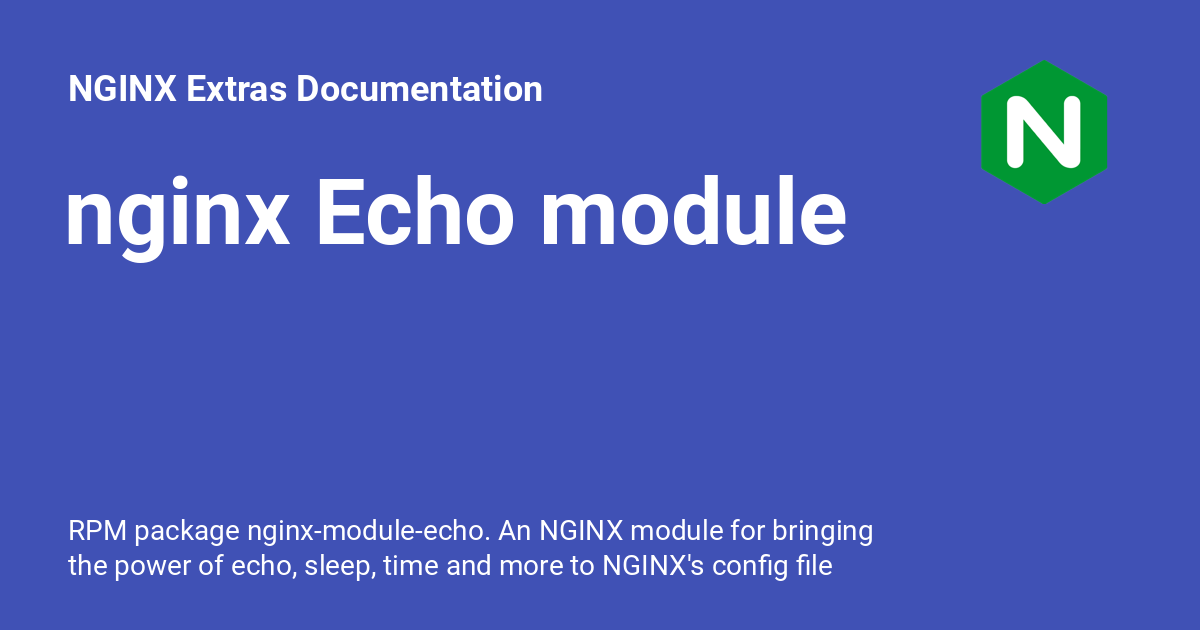 NGINX Extras Documentation
N
nginx Echo module
RPM package nginx-module-echo. An NGINX module for bringing
the power of echo, sleep, time and more to NGINX's config file